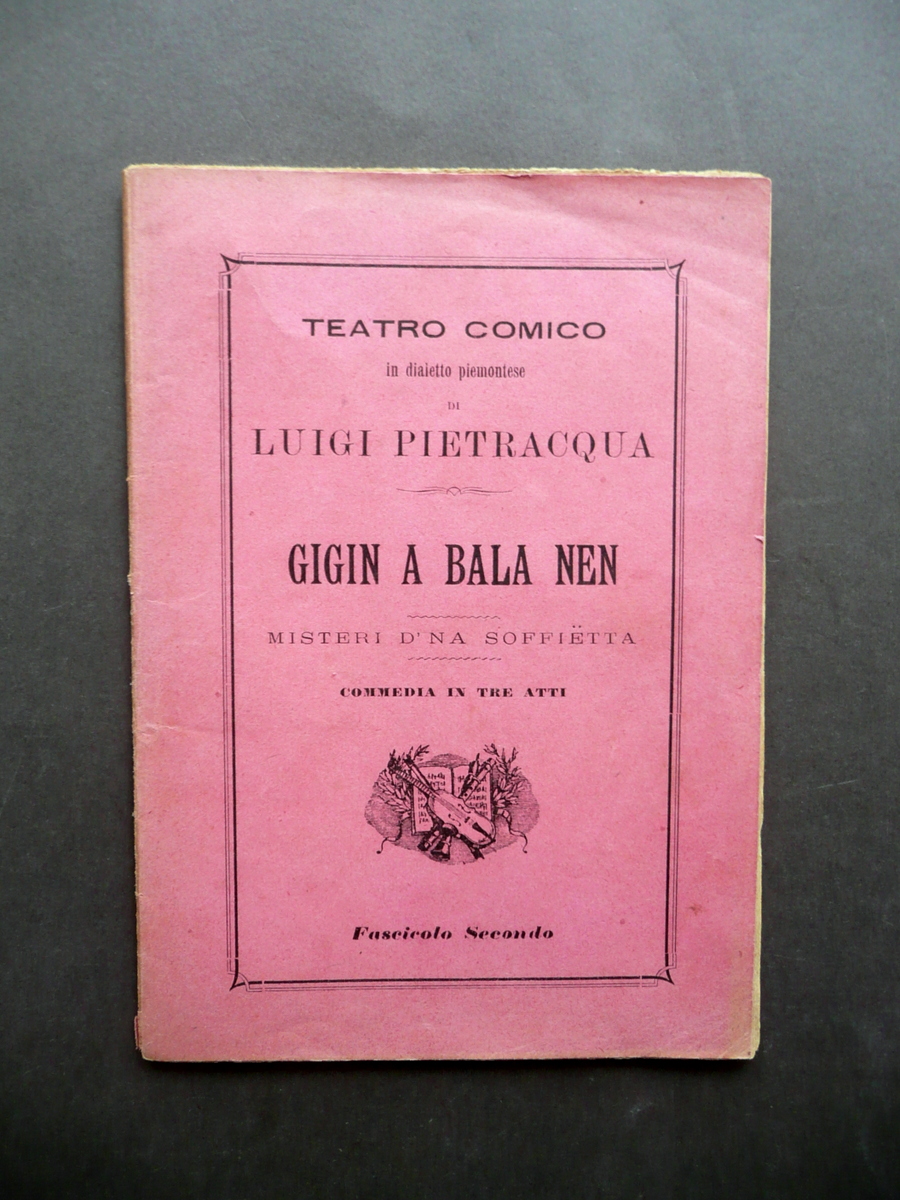 TEATRO COMICO
in dialetto piemontese
DI
LUIGI PIETRACQUA
GIGIN A BALA NEN
MISTERI D'NA SOFFIËTTA
COMMEDIA IN TRE ATTI
Fascicolo Secondo